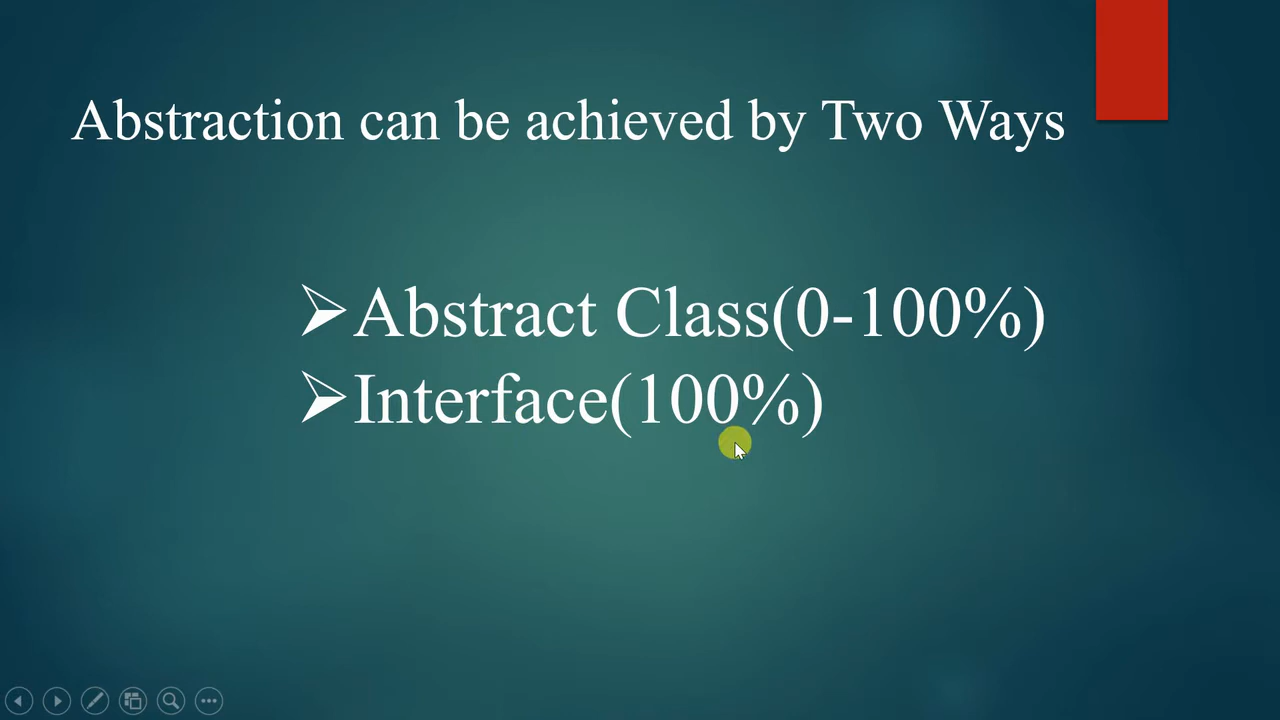 Abstraction can be achieved by Two Ways
➢Abstract Class(0-100%)
➢Interface(100%)